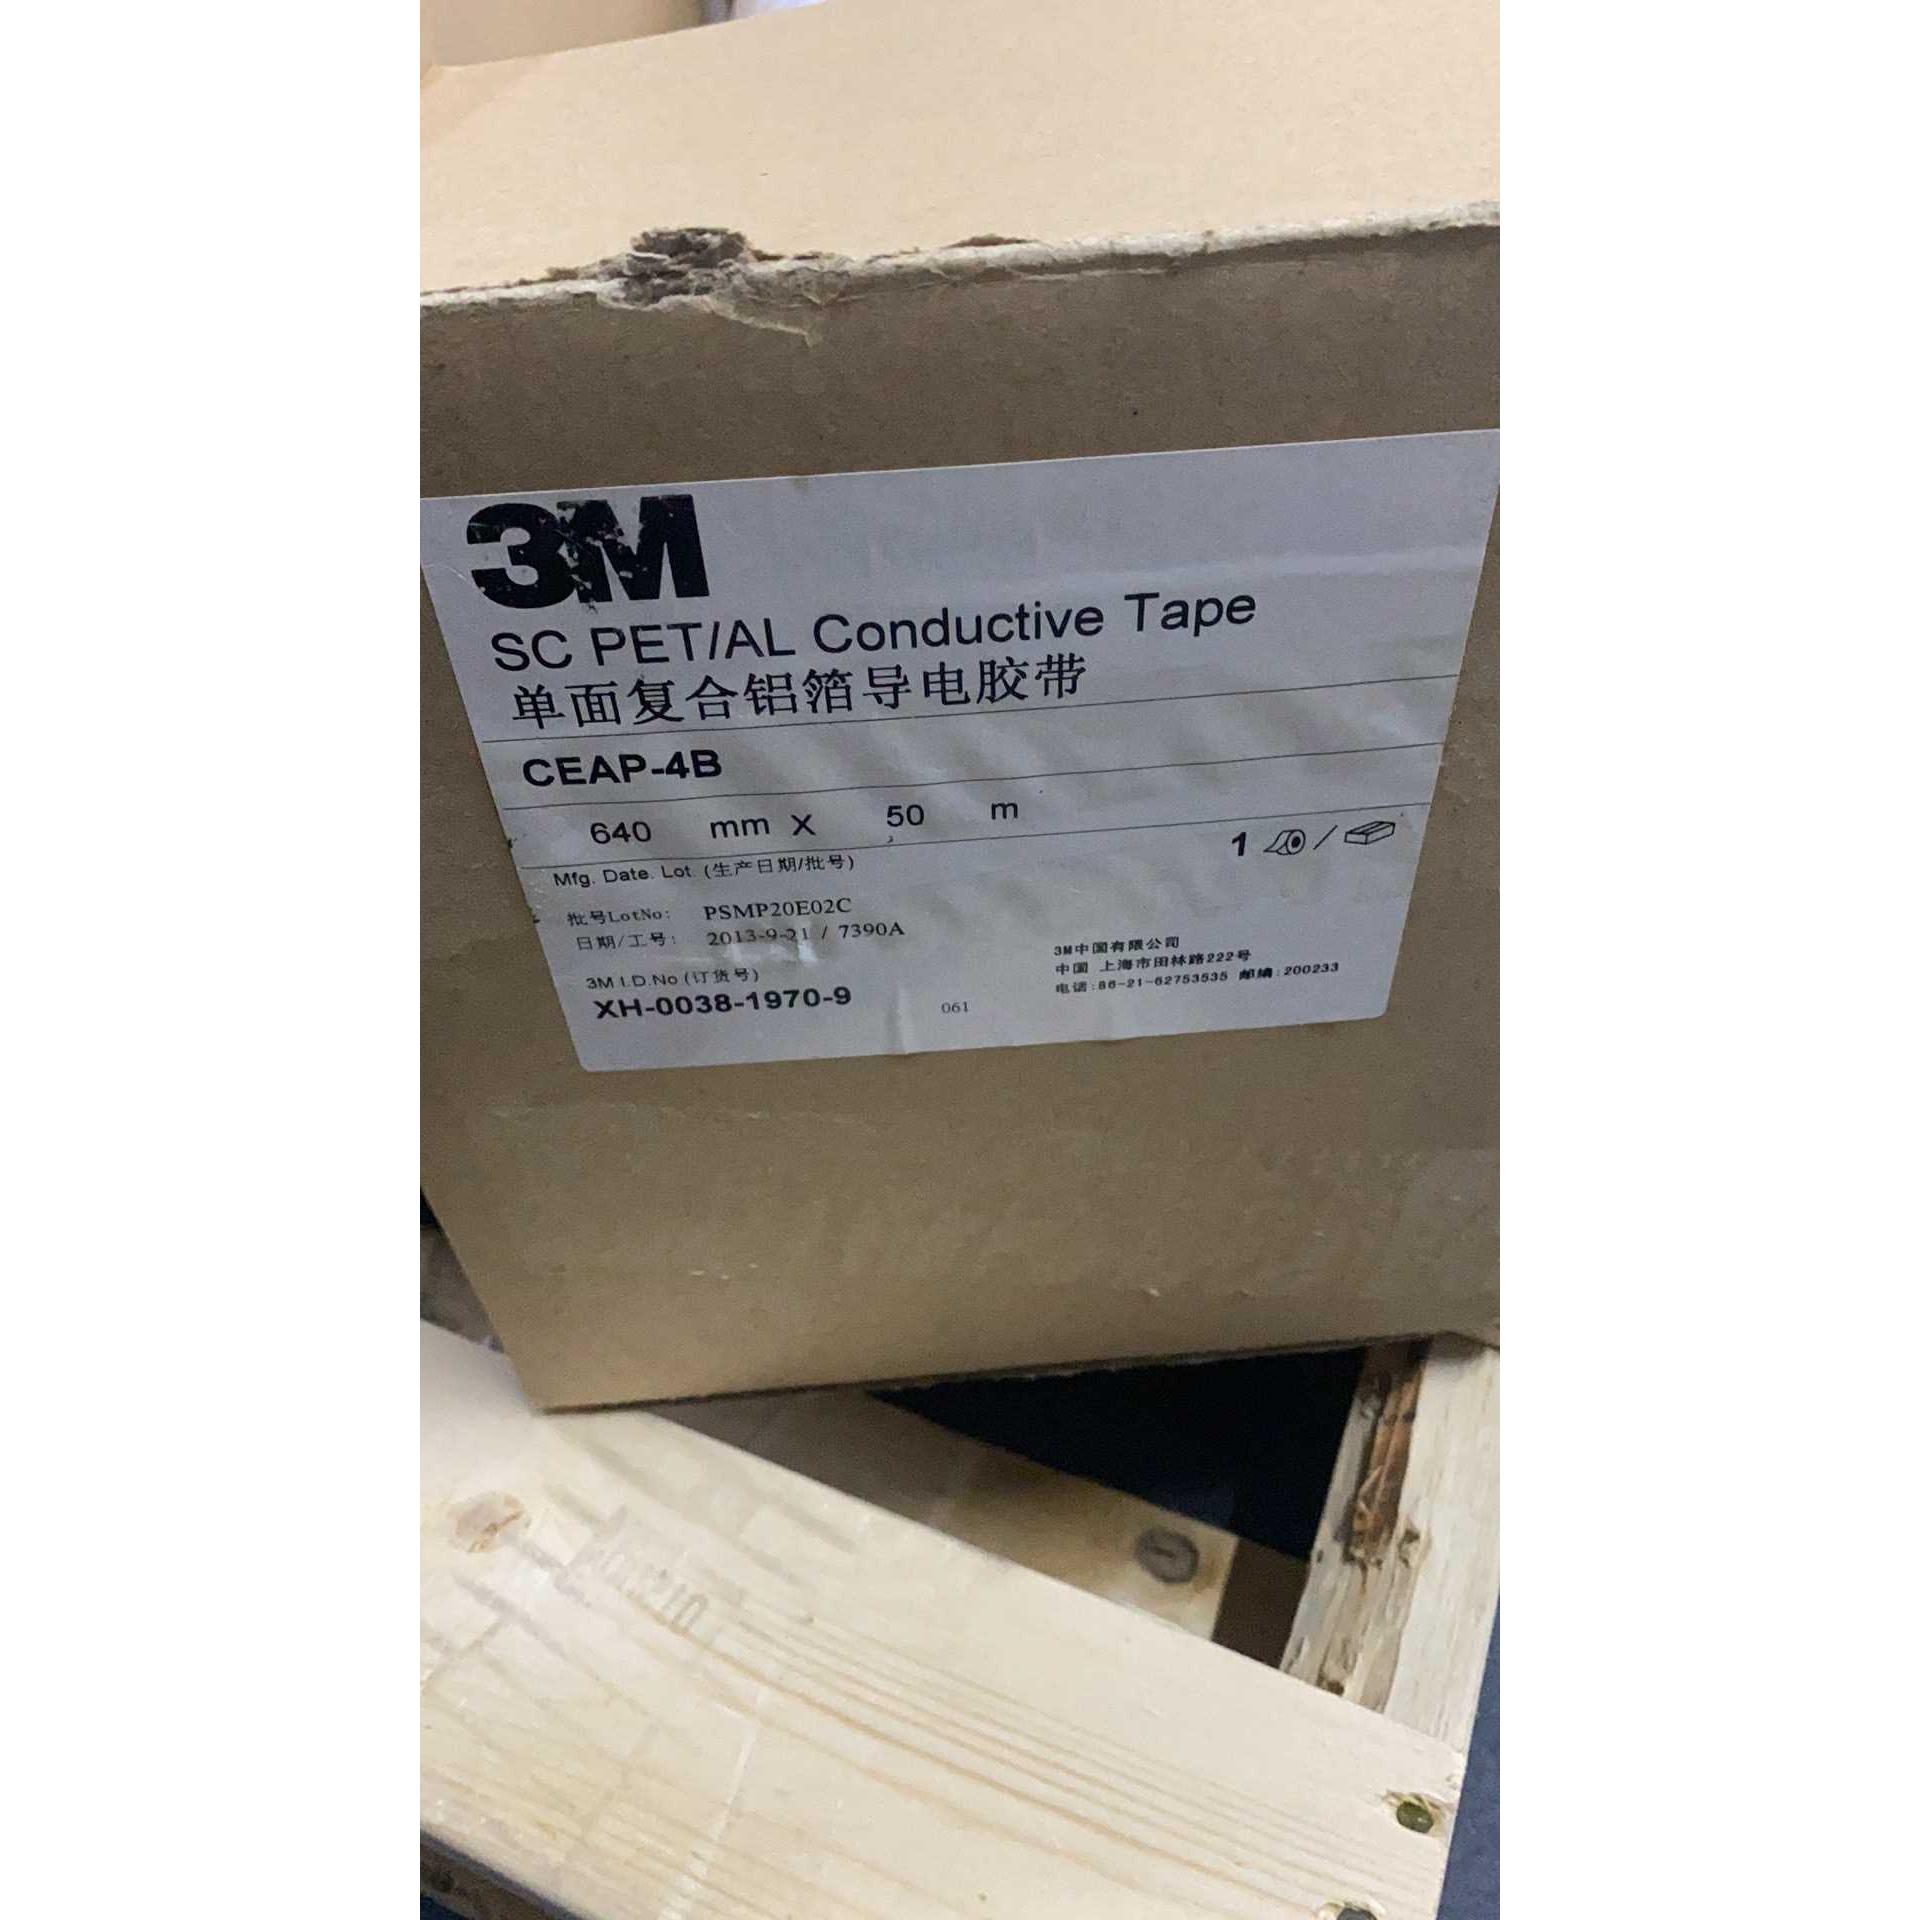 3M
SC PET/AL Conductive Tape
单面复合铝箔导电胶带
CEAP-4B
640 mm X 50 m
1 /
Mfg. Date. Lot. (生产日期/批号)
批号LotNo: PSMP20E02C
日期/工号: 2013-9-21 / 7390A
3M I.D.No (订货号)
XH-0038-1970-9
061
3M中国有限公司
中国 上海市田林路222号
电话:86-21-62753535 邮编:200233